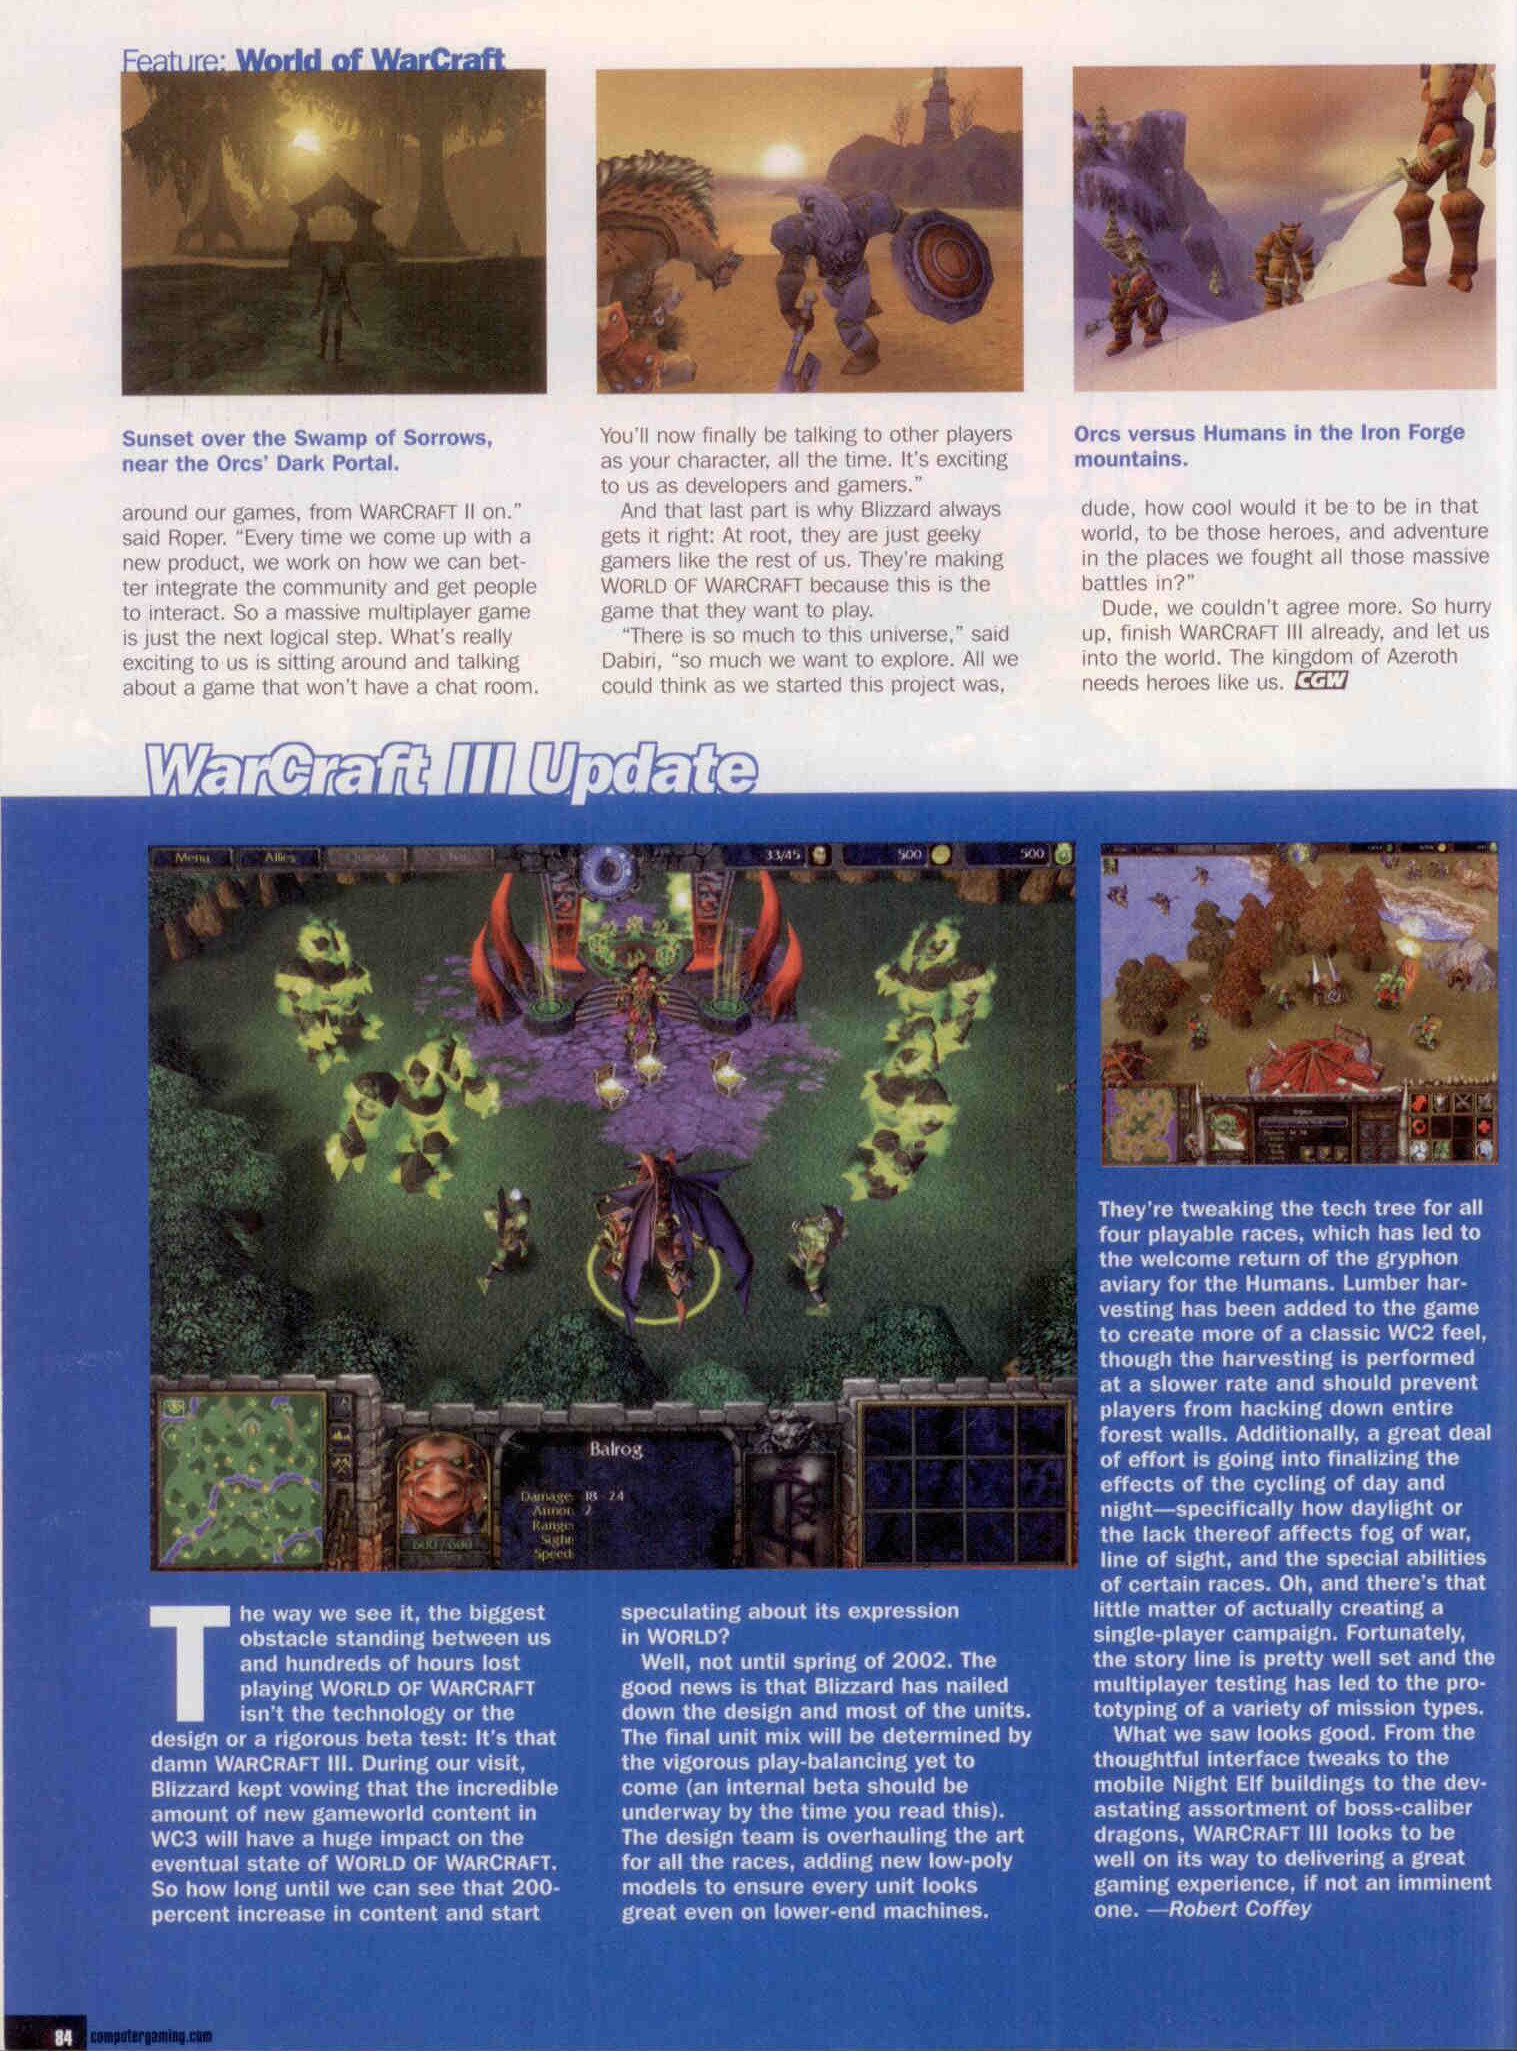 Feature: World of WarCraft
Sunset over the Swamp of Sorrows,
near the Orcs' Dark Portal.
around our games, from WARCRAFT II on."
said Roper. "Every time we come up with a
new product, we work on how we can bet-
ter integrate the community and get people
to interact. So a massive multiplayer game
is just the next logical step. What's really
exciting to us is sitting around and talking
about a game that won't have a chat room.
You'll now finally be talking to other players
as your character, all the time. It's exciting
to us as developers and gamers."
And that last part is why Blizzard always
gets it right: At root, they are just geeky
gamers like the rest of us. They're making
WORLD OF WARCRAFT because this is the
game that they want to play.
"There is so much to this universe," said
Dabiri, "so much we want to explore. All we
could think as we started this project was,
Orcs versus Humans in the Iron Forge
mountains.
dude, how cool would it be to be in that
world, to be those heroes, and adventure
in the places we fought all those massive
battles in?"
Dude, we couldn't agree more. So hurry
up, finish WARCRAFT III already, and let us
into the world. The kingdom of Azeroth
needs heroes like us. CGW
WarCraft III Update
Menu Allies 33/45 500 500
Balrog
Damage: 18 - 24
Armor: 2
Range:
Sight:
Speed:
600 / 600
The way we see it, the biggest
obstacle standing between us
and hundreds of hours lost
playing WORLD OF WARCRAFT
isn't the technology or the
design or a rigorous beta test: It's that
damn WARCRAFT III. During our visit,
Blizzard kept vowing that the incredible
amount of new gameworld content in
WC3 will have a huge impact on the
eventual state of WORLD OF WARCRAFT.
So how long until we can see that 200-
percent increase in content and start
speculating about its expression
in WORLD?
Well, not until spring of 2002. The
good news is that Blizzard has nailed
down the design and most of the units.
The final unit mix will be determined by
the vigorous play-balancing yet to
come (an internal beta should be
underway by the time you read this).
The design team is overhauling the art
for all the races, adding new low-poly
models to ensure every unit looks
great even on lower-end machines.
They're tweaking the tech tree for all
four playable races, which has led to
the welcome return of the gryphon
aviary for the Humans. Lumber har-
vesting has been added to the game
to create more of a classic WC2 feel,
though the harvesting is performed
at a slower rate and should prevent
players from hacking down entire
forest walls. Additionally, a great deal
of effort is going into finalizing the
effects of the cycling of day and
night—specifically how daylight or
the lack thereof affects fog of war,
line of sight, and the special abilities
of certain races. Oh, and there's that
little matter of actually creating a
single-player campaign. Fortunately,
the story line is pretty well set and the
multiplayer testing has led to the pro-
totyping of a variety of mission types.
What we saw looks good. From the
thoughtful interface tweaks to the
mobile Night Elf buildings to the dev-
astating assortment of boss-caliber
dragons, WARCRAFT III looks to be
well on its way to delivering a great
gaming experience, if not an imminent
one. —Robert Coffey
84 computergaming.com